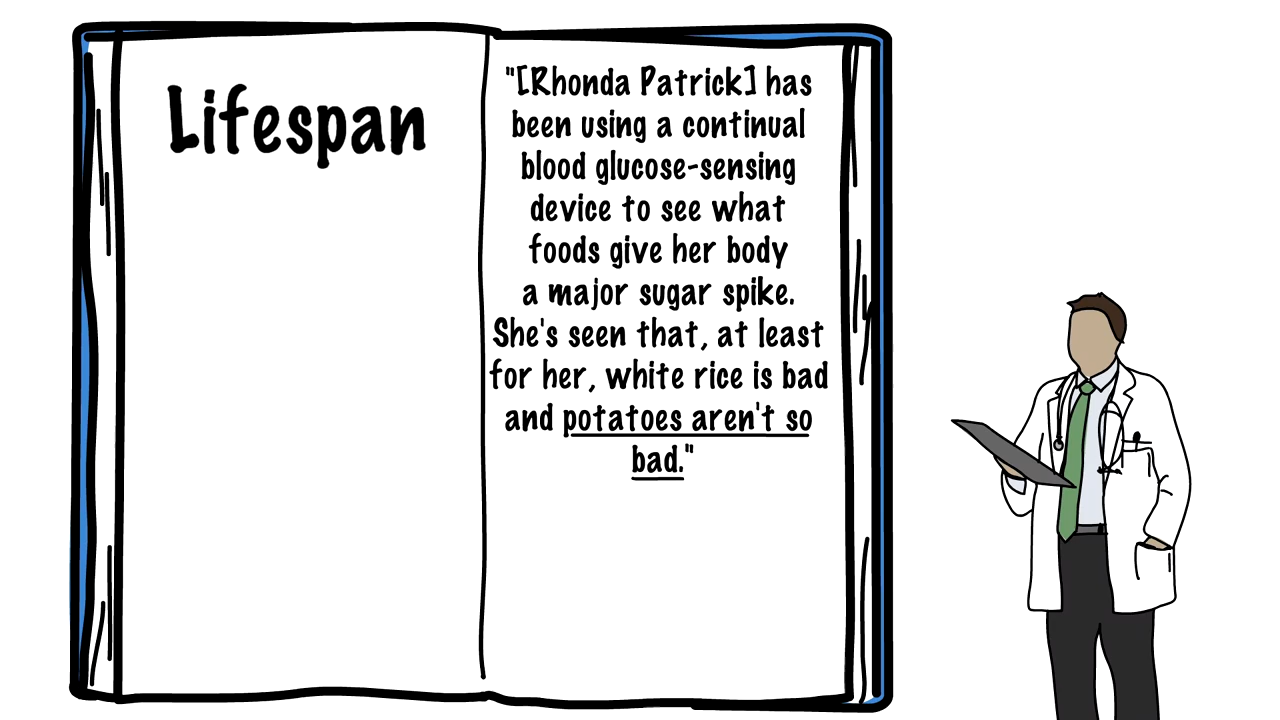 Lifespan
"[Rhonda Patrick] has
been using a continual
blood glucose-sensing
device to see what
foods give her body
a major sugar spike.
She's seen that, at least
for her, white rice is bad
and potatoes aren't so
bad."